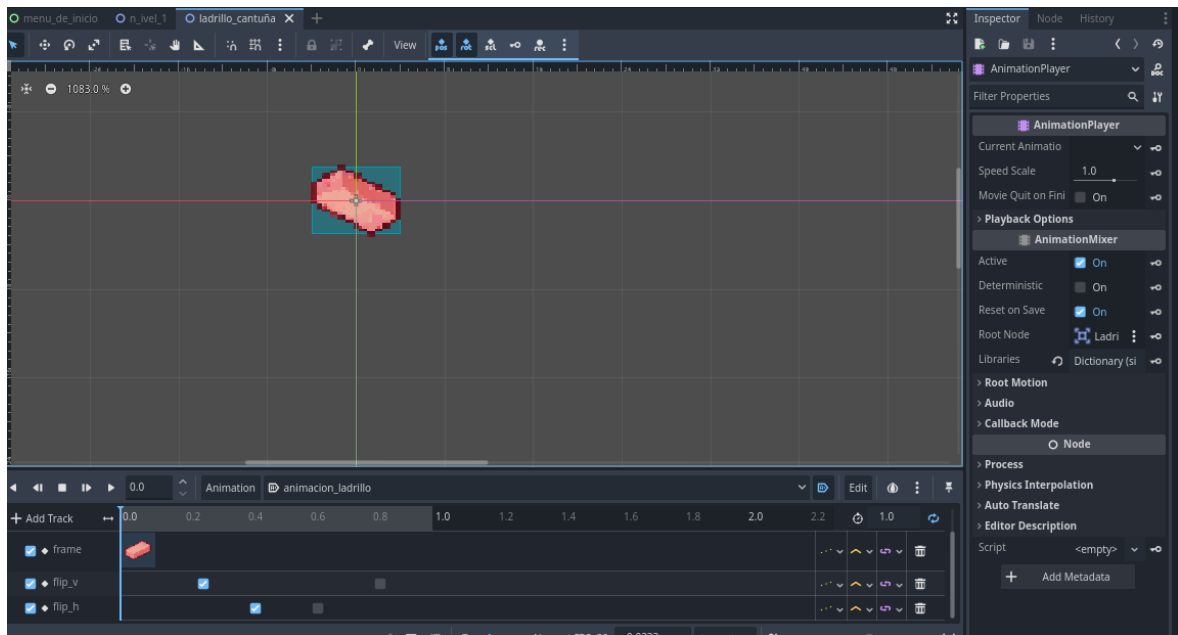 menu_de_inicio n_ivel_1 ladrillo_cantuña
Inspector Node History
View pos rot scl rec
AnimationPlayer
1083.0 %
Filter Properties
AnimationPlayer
Current Animatio
Speed Scale 1.0
Movie Quit on Fini On
Playback Options
AnimationMixer
Active On
Deterministic On
Reset on Save On
Root Node Ladri
Libraries Dictionary (si
Root Motion
Audio
Callback Mode
Node
Process
Physics Interpolation
Auto Translate
Editor Description
Script <empty>
Add Metadata
0.0 Animation animacion_ladrillo Edit
Add Track 0.0 0.2 0.4 0.6 0.8 1.0 1.2 1.4 1.6 1.8 2.0 2.2 1.0
frame
flip_v
flip_h